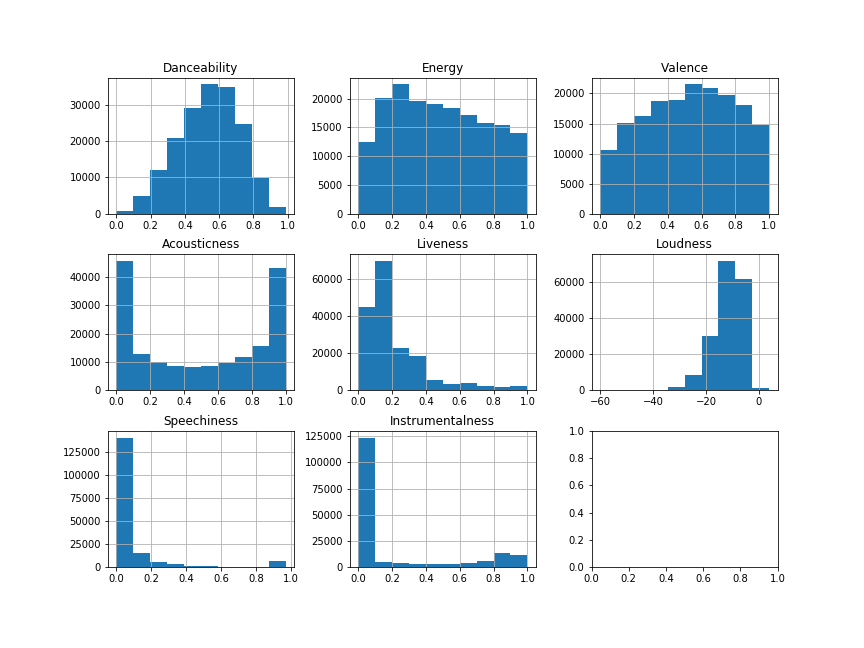 Danceability Energy Valence
30000 20000 10000 0
20000 15000 10000 5000 0
20000 15000 10000 5000 0
0.0 0.2 0.4 0.6 0.8 1.0 0.0 0.2 0.4 0.6 0.8 1.0 0.0 0.2 0.4 0.6 0.8 1.0
Acousticness Liveness Loudness
40000 30000 20000 10000 0
60000 40000 20000 0
60000 40000 20000 0
0.0 0.2 0.4 0.6 0.8 1.0 0.0 0.2 0.4 0.6 0.8 1.0 −60 −40 −20 0
Speechiness Instrumentalness
125000 100000 75000 50000 25000 0
125000 100000 75000 50000 25000 0
1.0 0.8 0.6 0.4 0.2 0.0
0.0 0.2 0.4 0.6 0.8 1.0 0.0 0.2 0.4 0.6 0.8 1.0 0.0 0.2 0.4 0.6 0.8 1.0